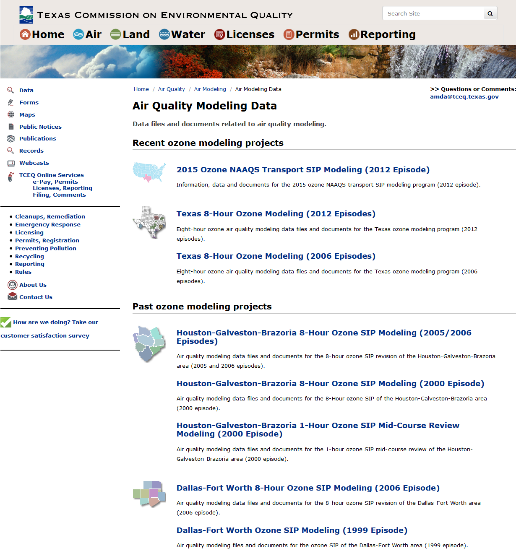 TEXAS COMMISSION ON ENVIRONMENTAL QUALITY
Search Site
Home Air Land Water Licenses Permits Reporting
Data
Forms
Maps
Public Notices
Publications
Records
Webcasts
TCEQ Online Services
e-Pay, Permits
Licenses, Reporting
Filing, Comments
Cleanups, Remediation
Emergency Response
Licensing
Permits, Registration
Preventing Pollution
Recycling
Reporting
Rules
About Us
Contact Us
How are we doing? Take our
customer satisfaction survey
Home / Air Quality / Air Modeling / Air Modeling Data
>> Questions or Comments:
amda@tceq.texas.gov
Air Quality Modeling Data
Data files and documents related to air quality modeling.
Recent ozone modeling projects
2015 Ozone NAAQS Transport SIP Modeling (2012 Episode)
Information, data and documents for the 2015 ozone NAAQS transport SIP modeling program (2012 episode).
Texas 8-Hour Ozone Modeling (2012 Episodes)
Eight-hour ozone air quality modeling data files and documents for the Texas ozone modeling program (2012
episodes).
Texas 8-Hour Ozone Modeling (2006 Episodes)
Eight-hour ozone air quality modeling data files and documents for the Texas ozone modeling program (2006
episodes).
Past ozone modeling projects
Houston-Galveston-Brazoria 8-Hour Ozone SIP Modeling (2005/2006
Episodes)
Air quality modeling data files and documents for the 8-hour ozone SIP revision of the Houston-Galveston-Brazoria
area (2005 and 2006 episodes).
Houston-Galveston-Brazoria 8-Hour Ozone SIP Modeling (2000 Episode)
Air quality modeling data files and documents for the 8-Hour ozone SIP of the Houston-Galveston-Brazoria area
(2000 episode).
Houston-Galveston-Brazoria 1-Hour Ozone SIP Mid-Course Review
Modeling (2000 Episode)
Air quality modeling data files and documents for the 1-hour ozone SIP mid-course review of the Houston-
Galveston-Brazoria area (2000 episode).
Dallas-Fort Worth 8-Hour Ozone SIP Modeling (2006 Episode)
Air quality modeling data files and documents for the 8-hour ozone SIP revision of the Dallas-Fort Worth area
(2006 episode).
Dallas-Fort Worth Ozone SIP Modeling (1999 Episode)
Air quality modeling files and documents for the ozone SIP of the Dallas-Fort Worth area (1999 episode).